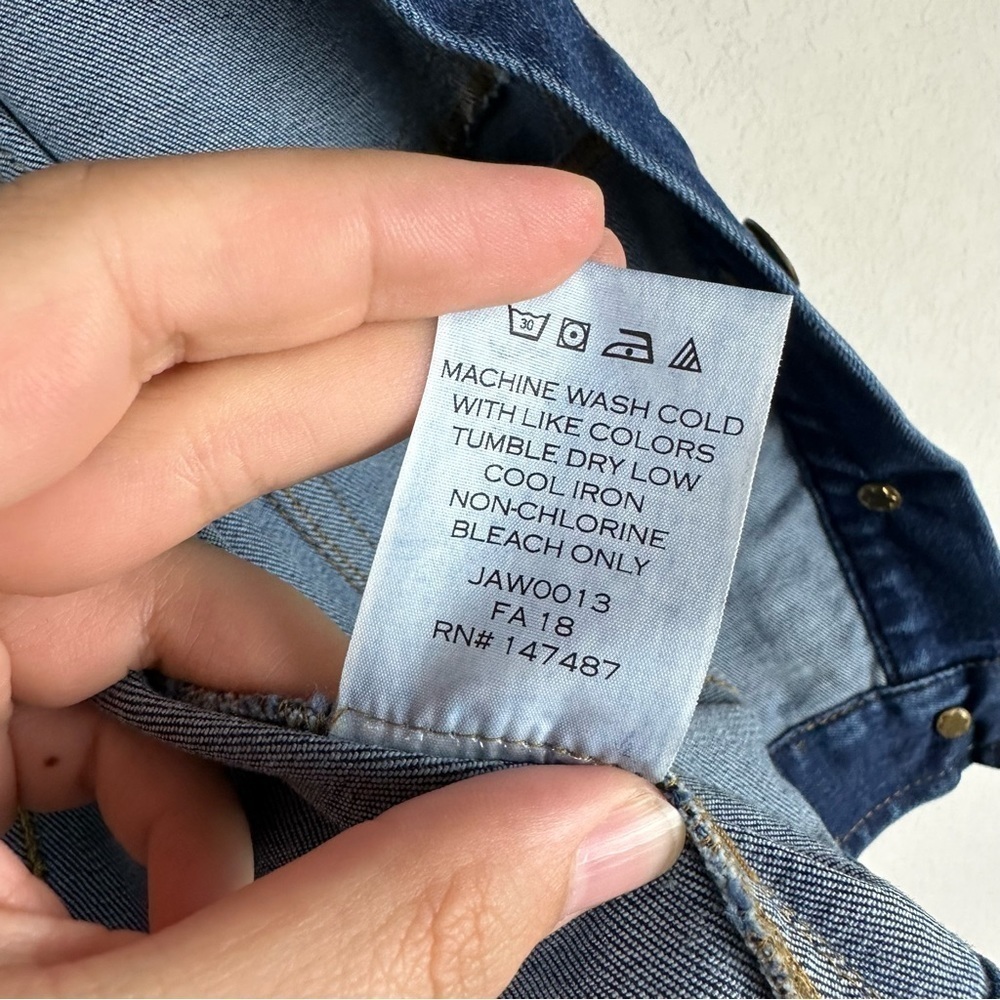 30
MACHINE WASH COLD
WITH LIKE COLORS
TUMBLE DRY LOW
COOL IRON
NON-CHLORINE
BLEACH ONLY
JAW0013
FA 18
RN# 147487